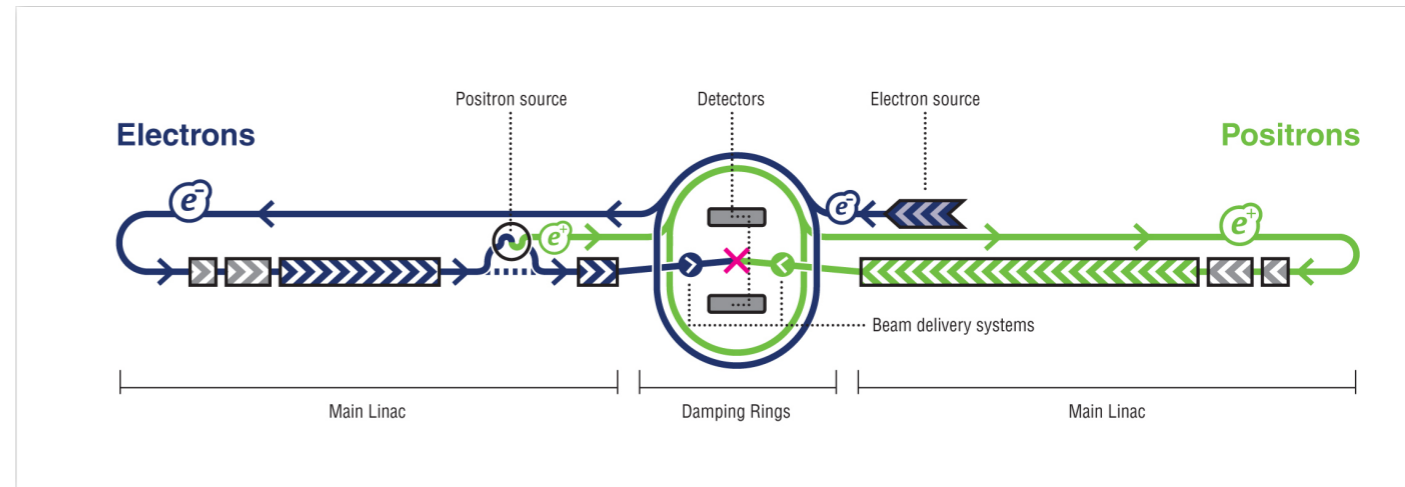 Positron source
Detectors
Electron source
Electrons
Positrons
e-
e-
e+
e+
Beam delivery systems
Main Linac
Damping Rings
Main Linac